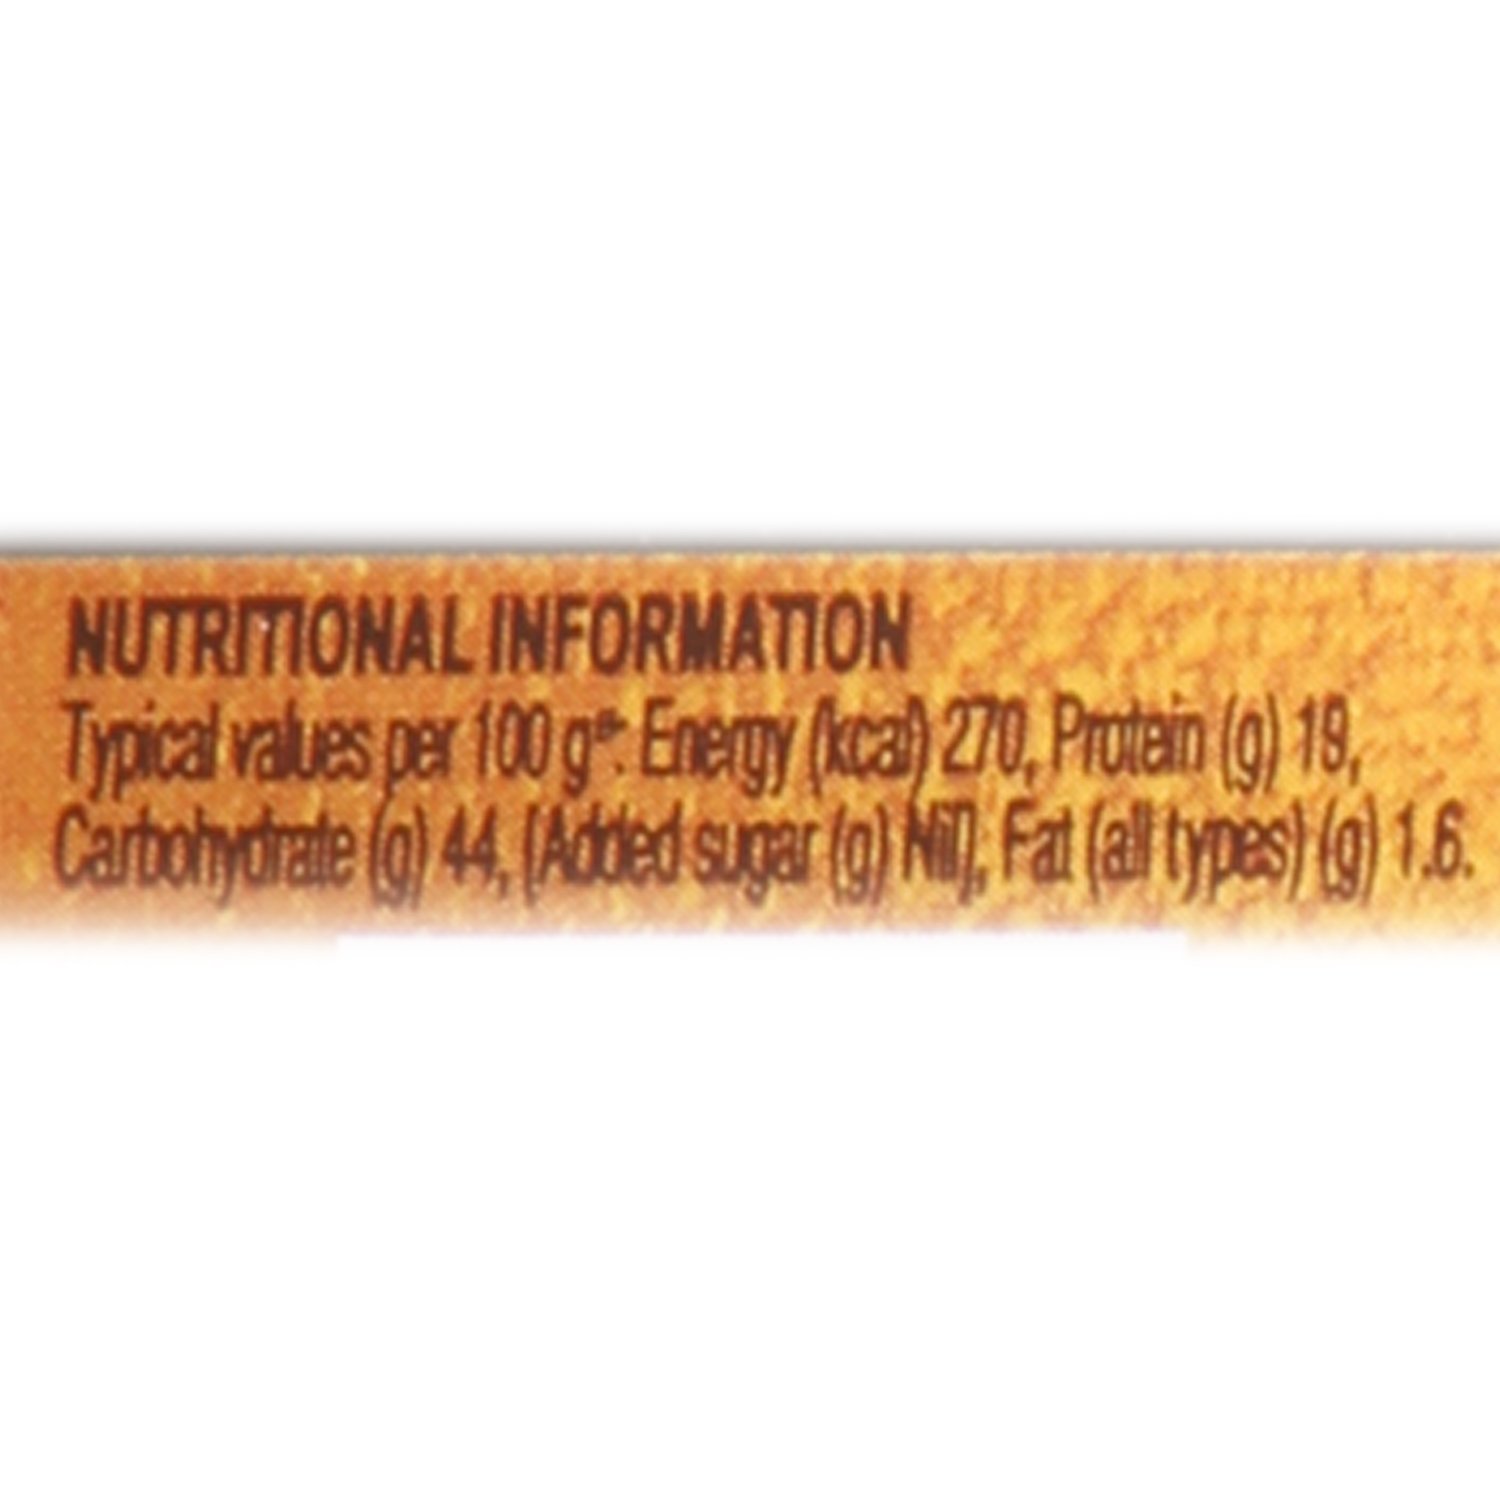 NUTRITIONAL INFORMATION
Typical values per 100 g**: Energy (kcal) 270, Protein (g) 19,
Carbohydrate (g) 44, [Added sugar (g) Nil], Fat (all types) (g) 1.6.